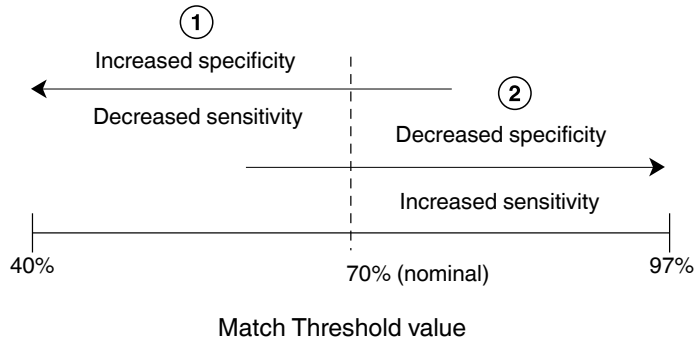 1
Increased specificity
Decreased sensitivity
2
Decreased specificity
Increased sensitivity
40%
70% (nominal)
97%
Match Threshold value